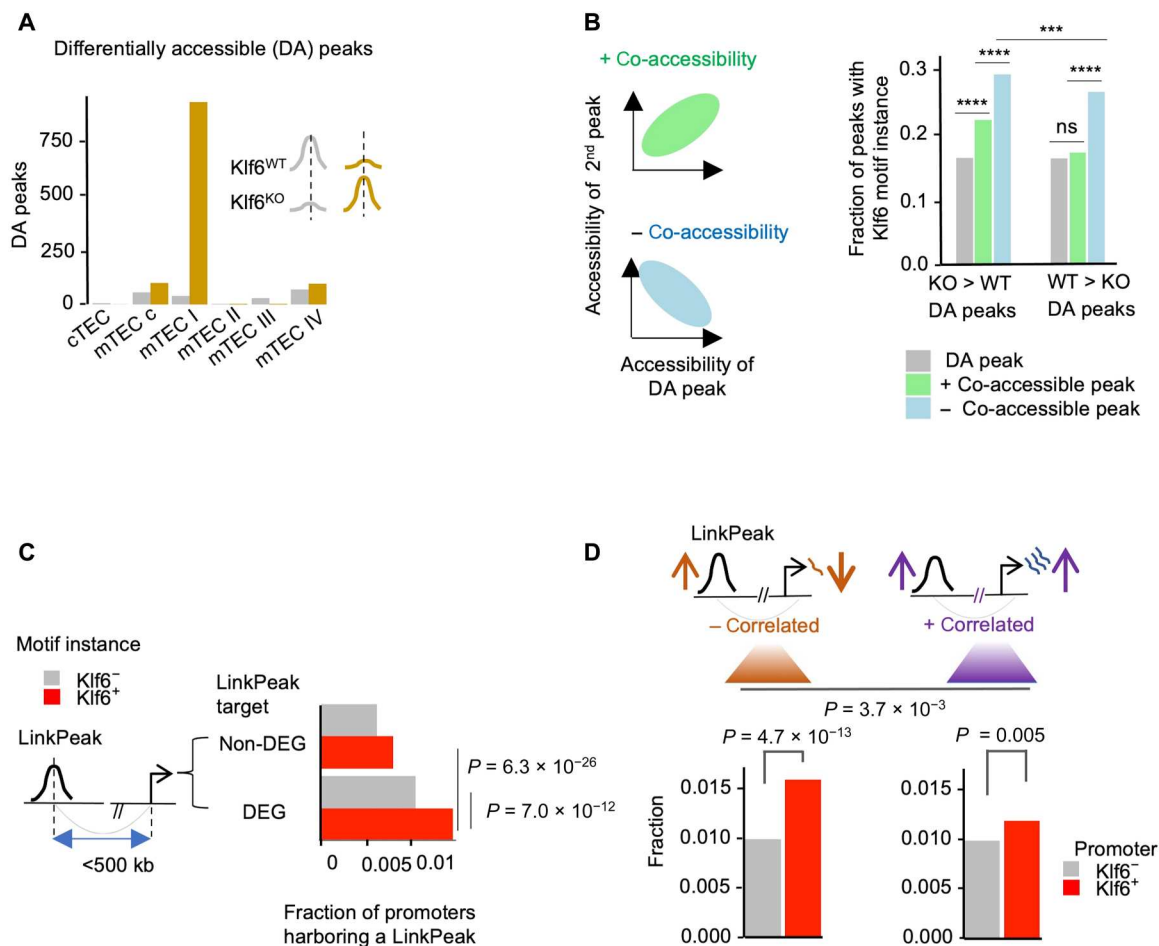 A
Differentially accessible (DA) peaks
DA peaks
750
500
250
0
Klf6WT
Klf6KO
cTEC
mTEC c
mTEC I
mTEC II
mTEC III
mTEC IV
B
+ Co-accessibility
– Co-accessibility
Accessibility of 2nd peak
Accessibility of
DA peak
Fraction of peaks with
Klf6 motif instance
0.3
0.2
0.1
0.0
***
****
****
****
ns
KO > WT
DA peaks
WT > KO
DA peaks
DA peak
+ Co-accessible peak
– Co-accessible peak
C
Motif instance
Klf6–
Klf6+
LinkPeak
<500 kb
LinkPeak
target
Non-DEG
DEG
P = 6.3 × 10−26
P = 7.0 × 10−12
0 0.005 0.01
Fraction of promoters
harboring a LinkPeak
D
LinkPeak
– Correlated
+ Correlated
P = 3.7 × 10−3
P = 4.7 × 10−13
P = 0.005
Fraction
0.015
0.010
0.005
0.000
0.015
0.010
0.005
0.000
Promoter
Klf6–
Klf6+